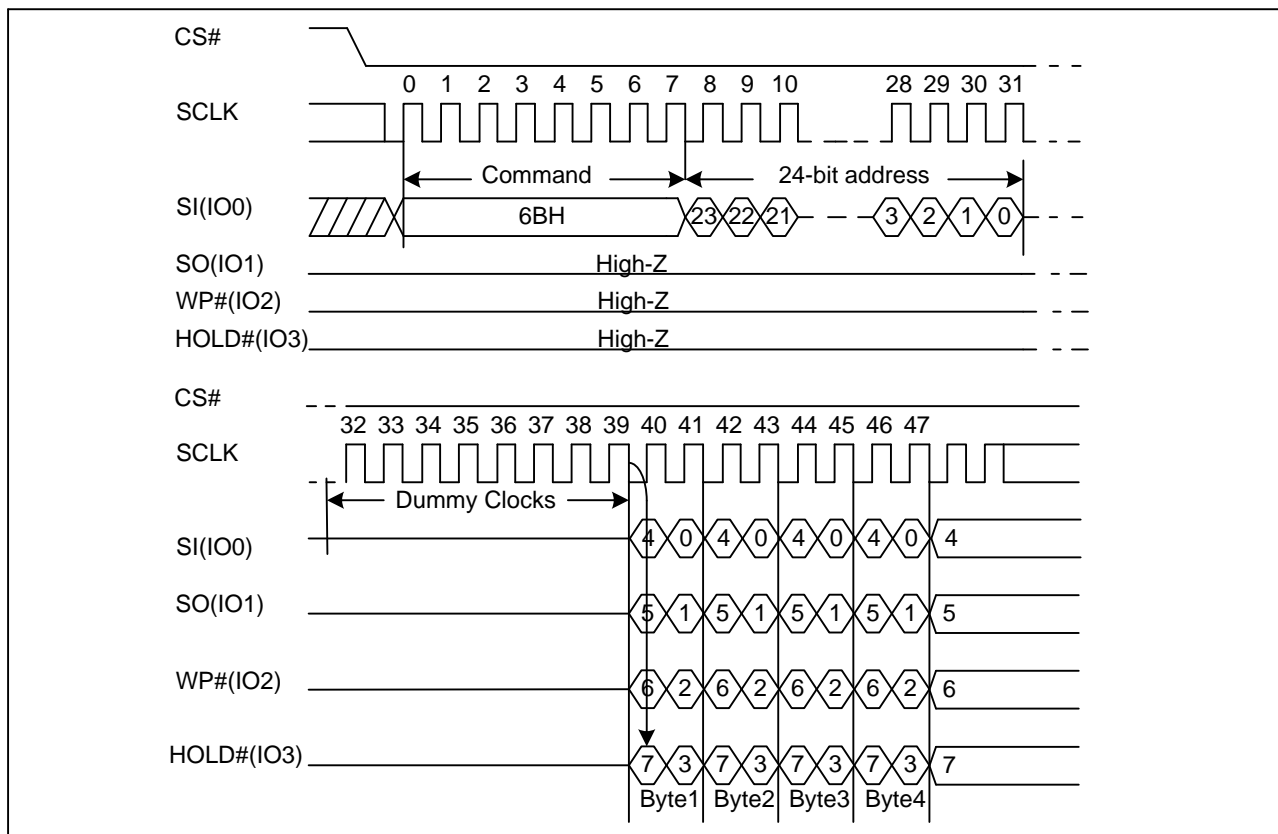 CS#
0 1 2 3 4 5 6 7 8 9 10 28 29 30 31
SCLK
Command 24-bit address
SI(IO0) 6BH 23 22 21 3 2 1 0
SO(IO1) High-Z
WP#(IO2) High-Z
HOLD#(IO3) High-Z
CS#
32 33 34 35 36 37 38 39 40 41 42 43 44 45 46 47
SCLK
Dummy Clocks
SI(IO0) 4 0 4 0 4 0 4 0 4
SO(IO1) 5 1 5 1 5 1 5 1 5
WP#(IO2) 6 2 6 2 6 2 6 2 6
HOLD#(IO3) 7 3 7 3 7 3 7 3 7
Byte1 Byte2 Byte3 Byte4